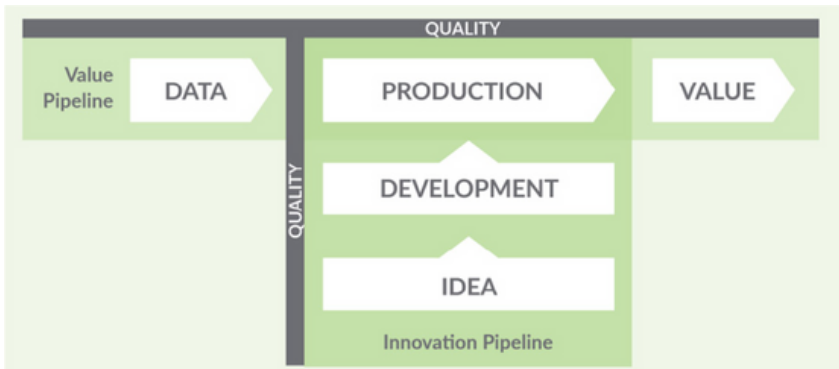 QUALITY
Value
Pipeline
DATA
PRODUCTION
VALUE
QUALITY
DEVELOPMENT
IDEA
Innovation Pipeline